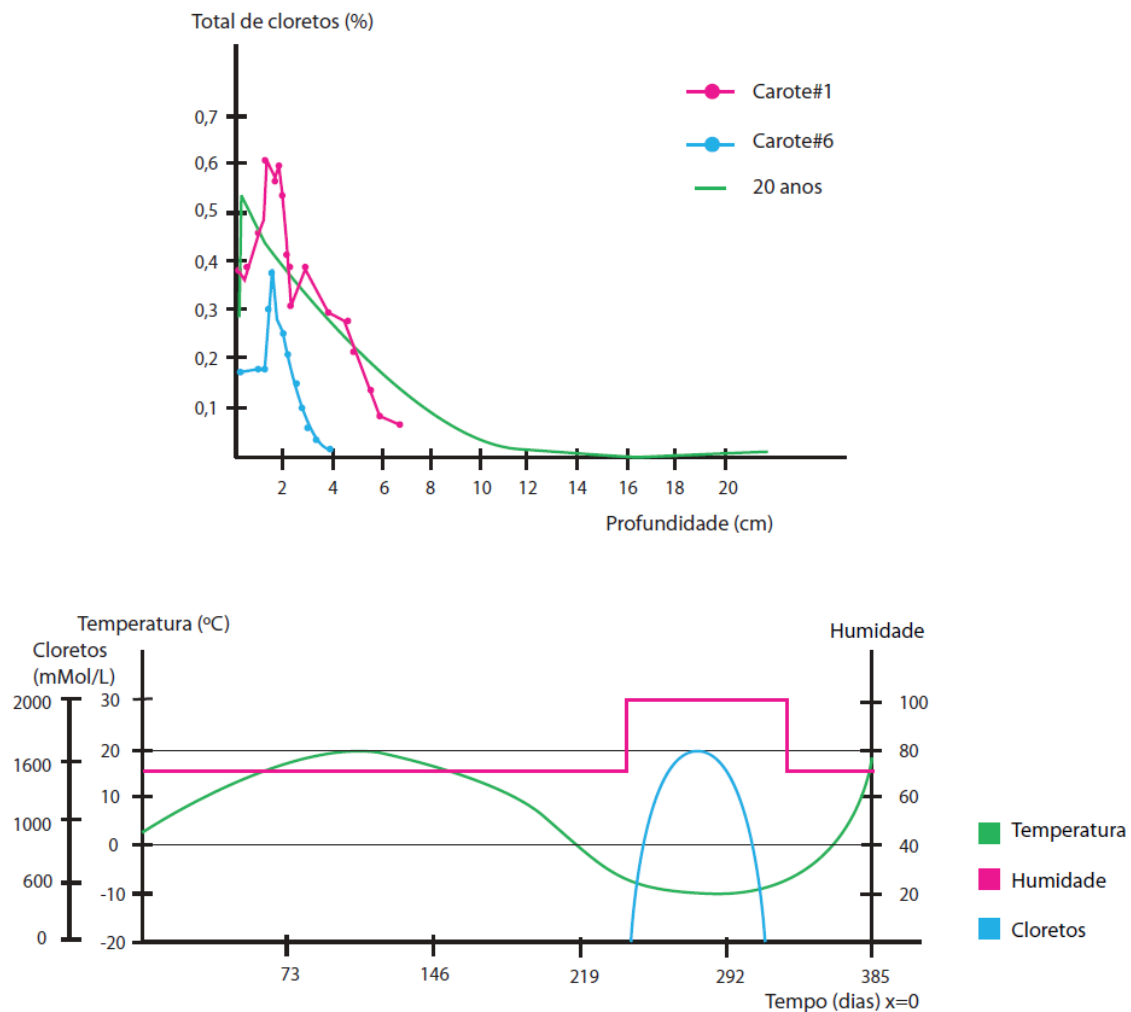 Total de cloretos (%)
Carote#1
0,7
Carote#6
0,6
20 anos
0,5
0,4
0,3
0,2
0,1
2 4 6 8 10 12 14 16 18 20
Profundidade (cm)
Temperatura (ºC)
Humidade
Cloretos
(mMol/L)
2000 30 100
20 80
1600
10 60
1000
0 40
Temperatura
600
-10 20
Humidade
0 -20
Cloretos
73 146 219 292 385
Tempo (dias) x=0